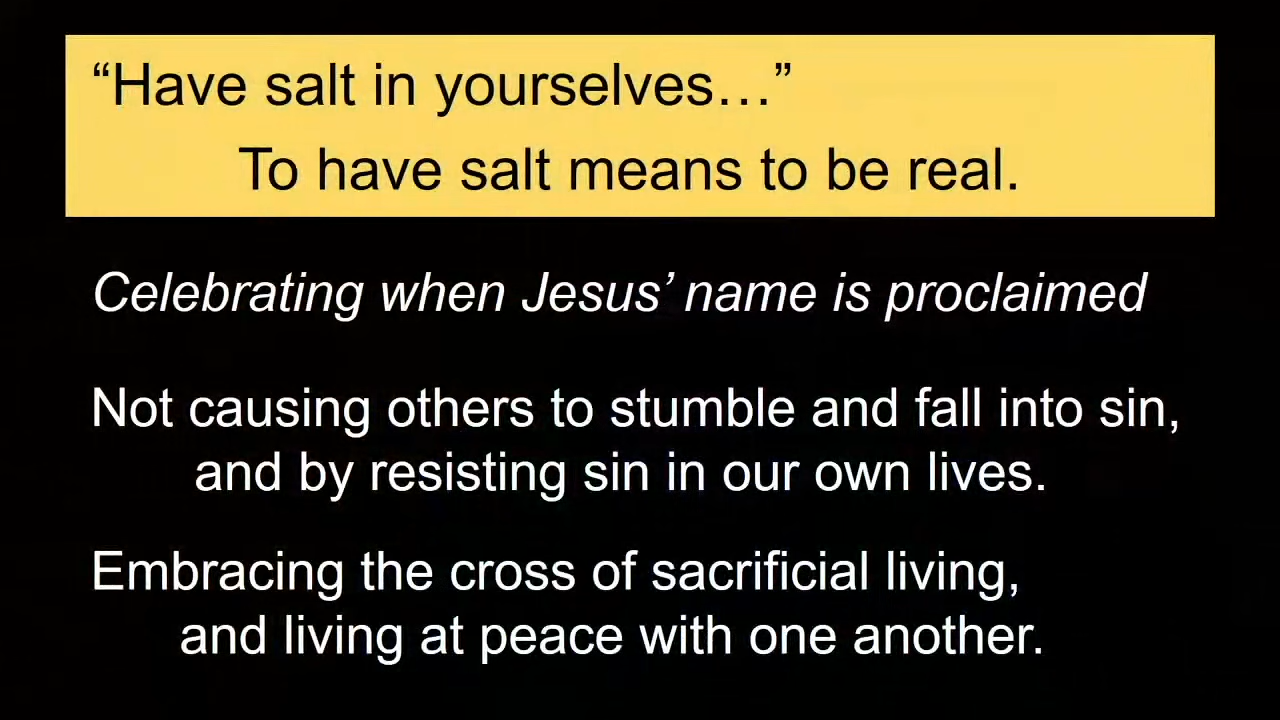 “Have salt in yourselves…”
To have salt means to be real.
Celebrating when Jesus’ name is proclaimed
Not causing others to stumble and fall into sin,
and by resisting sin in our own lives.
Embracing the cross of sacrificial living,
and living at peace with one another.